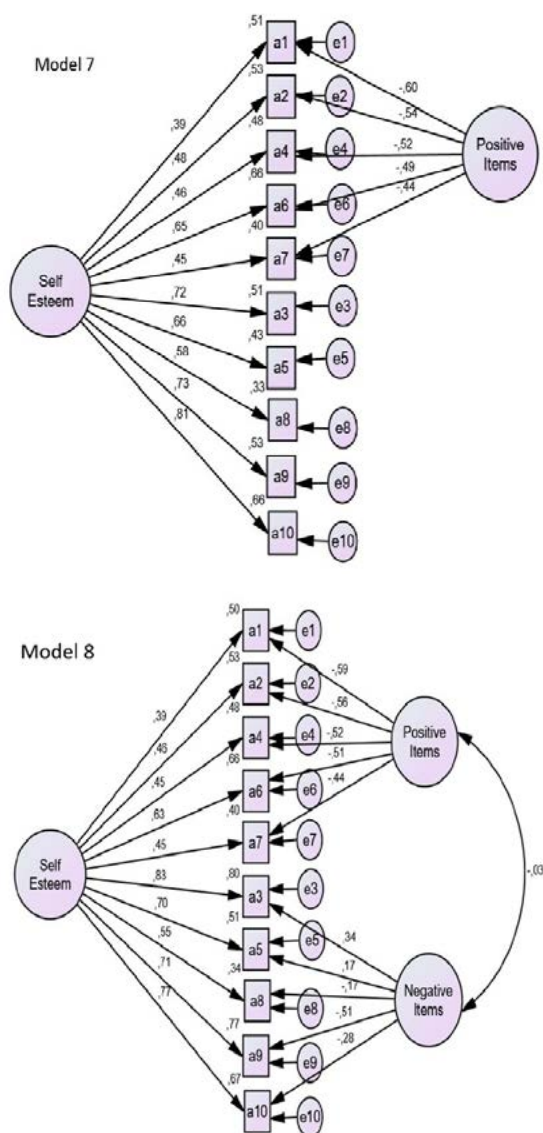 Model 7
,51
a1
e1
,53
a2
e2
,48
a4
e4
,66
a6
e6
,40
a7
e7
,51
a3
e3
,43
a5
e5
,33
a8
e8
,53
a9
e9
,66
a10
e10
Self
Esteem
,39
,48
,46
,65
,45
,72
,66
,58
,73
,81
-,60
-,54
-,52
-,49
-,44
Positive
Items
Model 8
,50
a1
e1
,53
a2
e2
,48
a4
e4
,66
a6
e6
,40
a7
e7
,80
a3
e3
,51
a5
e5
,34
a8
e8
,77
a9
e9
,67
a10
e10
Self
Esteem
,39
,46
,45
,63
,45
,83
,70
,55
,71
,77
-,59
-,56
-,52
-,51
-,44
Positive
Items
-,03
,34
,17
-,17
-,51
-,28
Negative
Items